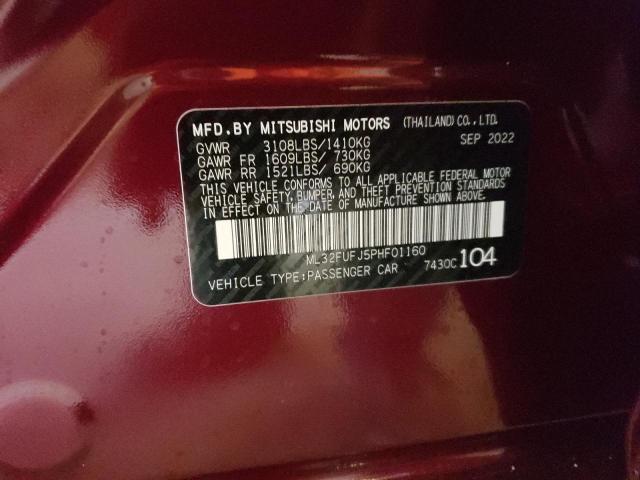 MFD. BY MITSUBISHI MOTORS (THAILAND) CO., LTD.
GVWR 3108LBS/1410KG SEP 2022
GAWR FR 1609LBS/ 730KG
GAWR RR 1521LBS/ 690KG
THIS VEHICLE CONFORMS TO ALL APPLICABLE FEDERAL MOTOR
VEHICLE SAFETY, BUMPER, AND THEFT PREVENTION STANDARDS
IN EFFECT ON THE DATE OF MANUFACTURE SHOWN ABOVE.
ML32FUFJ5PHF01160
VEHICLE TYPE:PASSENGER CAR 7430C 104